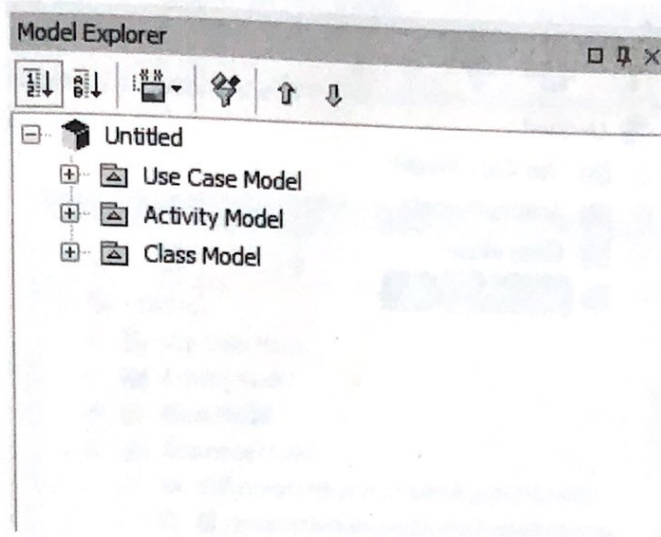 Model Explorer
Untitled
Use Case Model
Activity Model
Class Model